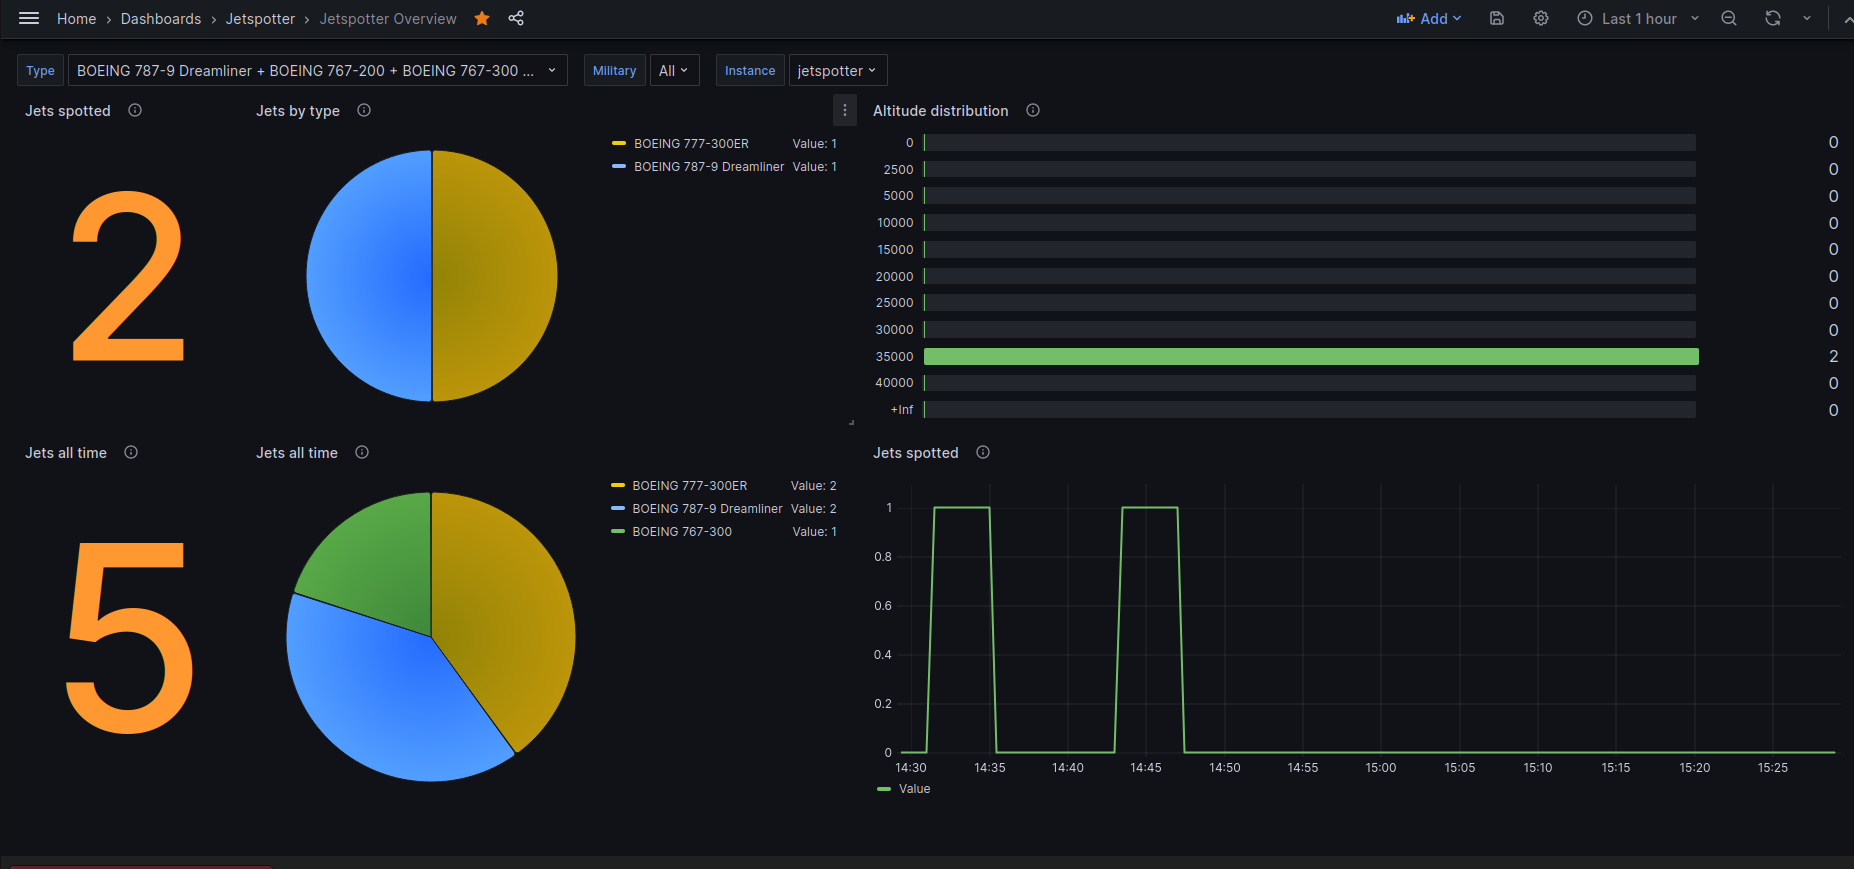 Home › Dashboards › Jetspotter › Jetspotter Overview
Add
Last 1 hour
Type
BOEING 787-9 Dreamliner + BOEING 767-200 + BOEING 767-300 ...
Military
All
Instance
jetspotter
Jets spotted
2
Jets by type
BOEING 777-300ER Value: 1
BOEING 787-9 Dreamliner Value: 1
Altitude distribution
0 0
2500 0
5000 0
10000 0
15000 0
20000 0
25000 0
30000 0
35000 2
40000 0
+Inf 0
Jets all time
5
Jets all time
BOEING 777-300ER Value: 2
BOEING 787-9 Dreamliner Value: 2
BOEING 767-300 Value: 1
Jets spotted
1
0.8
0.6
0.4
0.2
0
14:30 14:35 14:40 14:45 14:50 14:55 15:00 15:05 15:10 15:15 15:20 15:25
Value